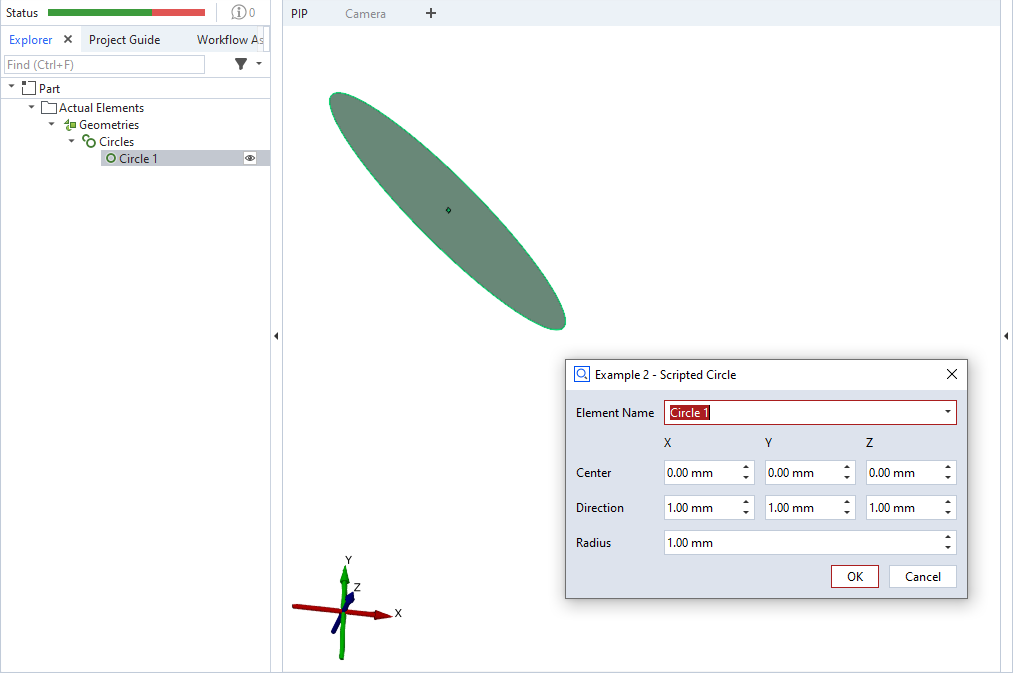 Status 0
Explorer Project Guide Workflow As
Find (Ctrl+F)
Part
Actual Elements
Geometries
Circles
Circle 1
PIP Camera
Example 2 - Scripted Circle
Element Name Circle 1
X Y Z
Center 0.00 mm 0.00 mm 0.00 mm
Direction 1.00 mm 1.00 mm 1.00 mm
Radius 1.00 mm
OK Cancel
Y
Z
X